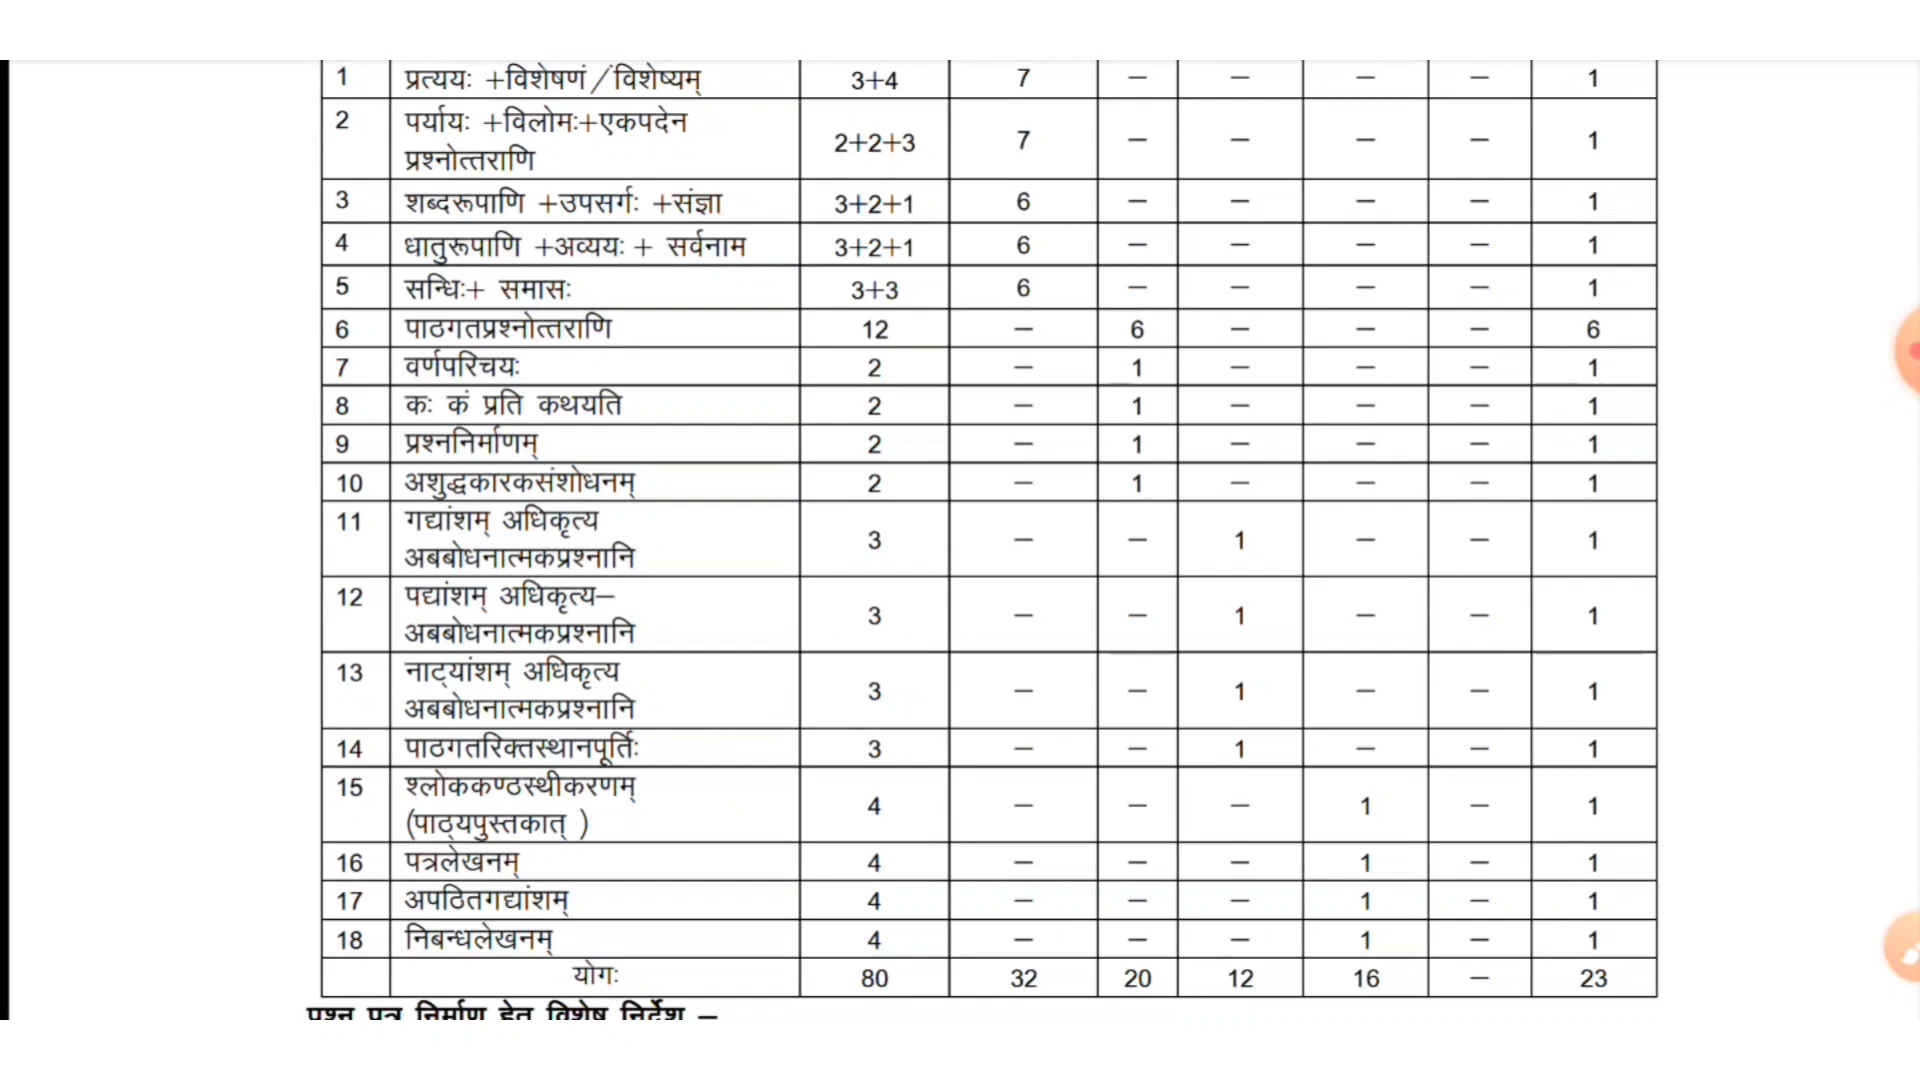 1 प्रत्ययः +विशेषणं/विशेष्यम् 3+4 7 – – – – 1
2 पर्यायः +विलोमः+एकपदेन
प्रश्नोत्तराणि 2+2+3 7 – – – – 1
3 शब्दरूपाणि +उपसर्गः +संज्ञा 3+2+1 6 – – – – 1
4 धातुरूपाणि +अव्ययः + सर्वनाम 3+2+1 6 – – – – 1
5 सन्धिः+ समासः 3+3 6 – – – – 1
6 पाठगतप्रश्नोत्तराणि 12 – 6 – – – 6
7 वर्णपरिचयः 2 – 1 – – – 1
8 कः कं प्रति कथयति 2 – 1 – – – 1
9 प्रश्ननिर्माणम् 2 – 1 – – – 1
10 अशुद्धकारकसंशोधनम् 2 – 1 – – – 1
11 गद्यांशम् अधिकृत्य
अबबोधनात्मकप्रश्नानि 3 – – 1 – – 1
12 पद्यांशम् अधिकृत्य–
अबबोधनात्मकप्रश्नानि 3 – – 1 – – 1
13 नाट्यांशम् अधिकृत्य
अबबोधनात्मकप्रश्नानि 3 – – 1 – – 1
14 पाठगतरिक्तस्थानपूर्तिः 3 – – 1 – – 1
15 श्लोककण्ठस्थीकरणम्
(पाठ्यपुस्तकात् ) 4 – – – 1 – 1
16 पत्रलेखनम् 4 – – – 1 – 1
17 अपठितगद्यांशम् 4 – – – 1 – 1
18 निबन्धलेखनम् 4 – – – 1 – 1
योगः 80 32 20 12 16 – 23
प्रश्न पत्र निर्माण हेतु विशेष निर्देश –